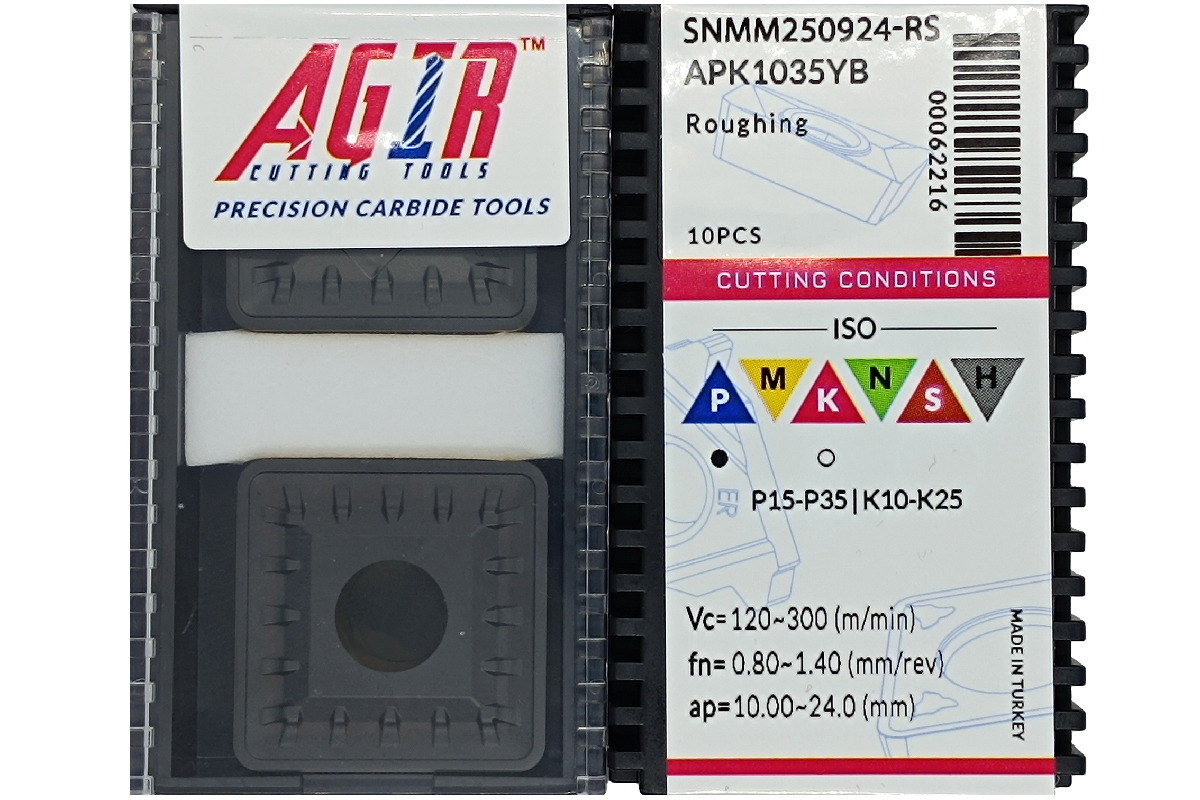 AGIR™
CUTTING TOOLS
PRECISION CARBIDE TOOLS
SNMM250924-RS
APK1035YB
Roughing
10PCS
00062216
CUTTING CONDITIONS
ISO
P M K N S H
P15-P35|K10-K25
ER
Vc= 120~300 (m/min)
fn= 0.80~1.40 (mm/rev)
ap= 10.00~24.0 (mm)
MADE IN TURKEY